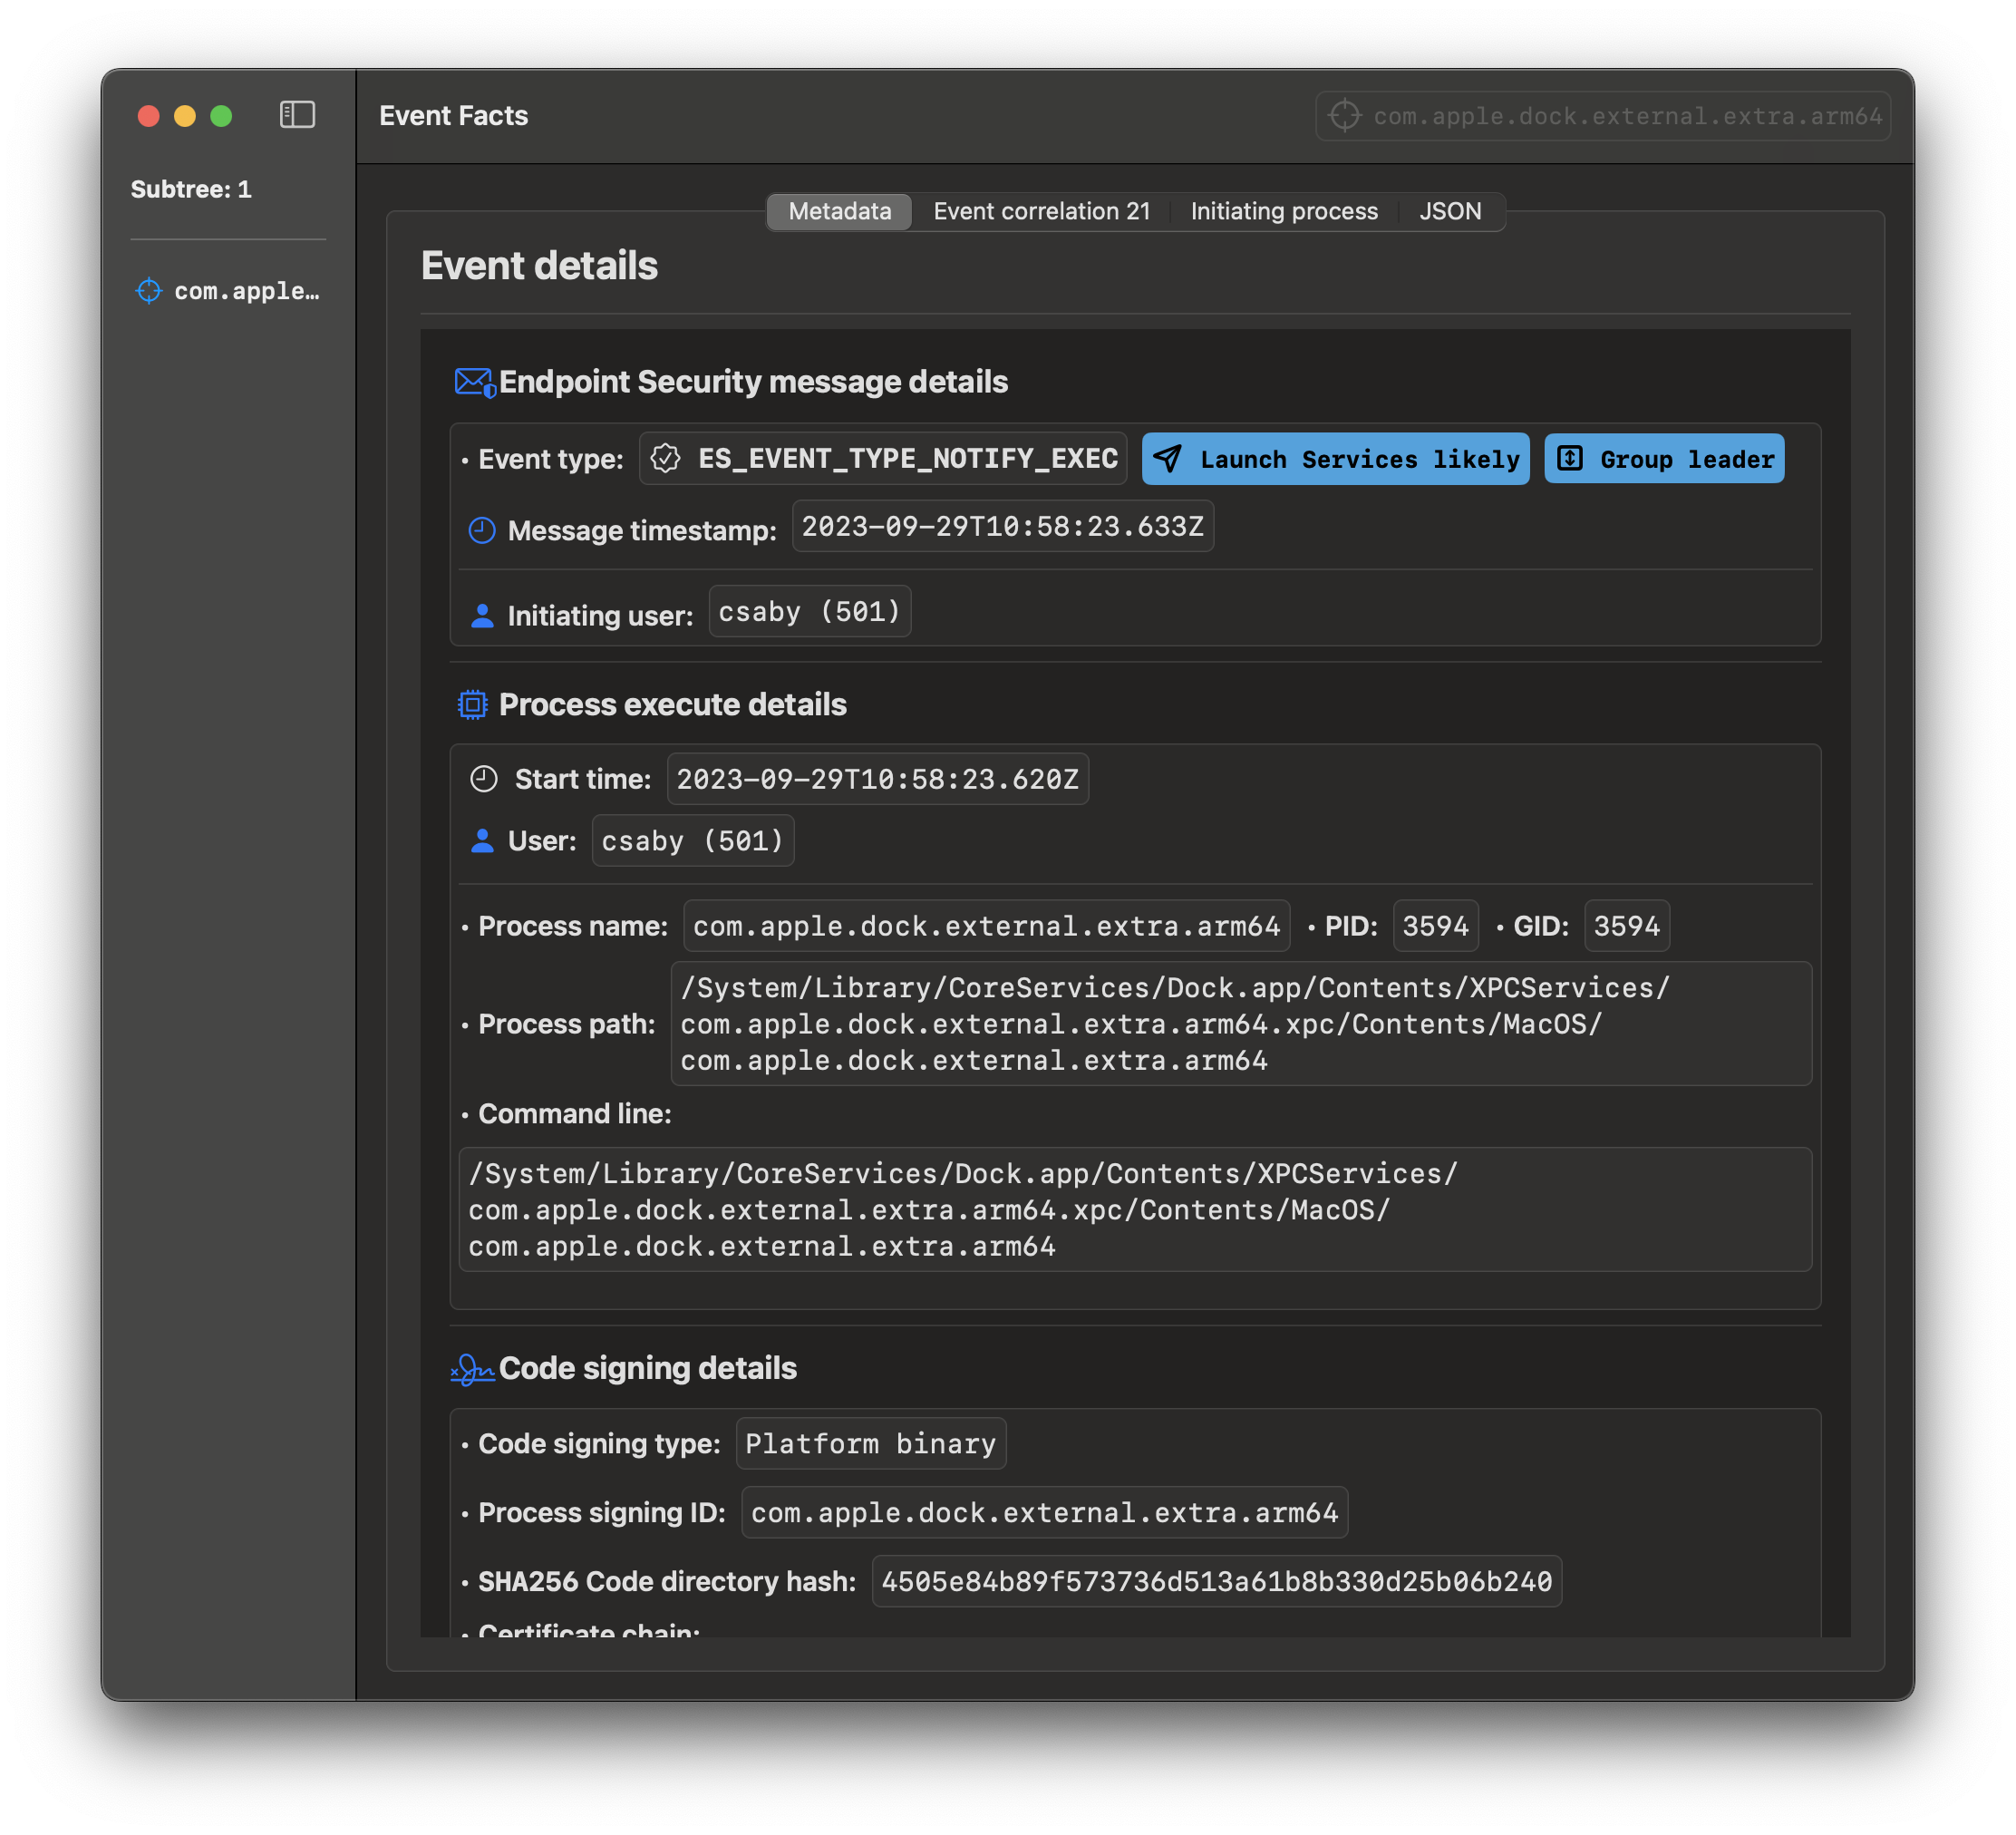 Event Facts
com.apple.dock.external.extra.arm64
Subtree: 1
com.apple…
Metadata
Event correlation 21
Initiating process
JSON
Event details
Endpoint Security message details
• Event type: ES_EVENT_TYPE_NOTIFY_EXEC Launch Services likely Group leader
Message timestamp: 2023-09-29T10:58:23.633Z
Initiating user: csaby (501)
Process execute details
Start time: 2023-09-29T10:58:23.620Z
User: csaby (501)
• Process name: com.apple.dock.external.extra.arm64 • PID: 3594 • GID: 3594
• Process path:
/System/Library/CoreServices/Dock.app/Contents/XPCServices/
com.apple.dock.external.extra.arm64.xpc/Contents/MacOS/
com.apple.dock.external.extra.arm64
• Command line:
/System/Library/CoreServices/Dock.app/Contents/XPCServices/
com.apple.dock.external.extra.arm64.xpc/Contents/MacOS/
com.apple.dock.external.extra.arm64
Code signing details
• Code signing type: Platform binary
• Process signing ID: com.apple.dock.external.extra.arm64
• SHA256 Code directory hash: 4505e84b89f573736d513a61b8b330d25b06b240
• Certificate chain: